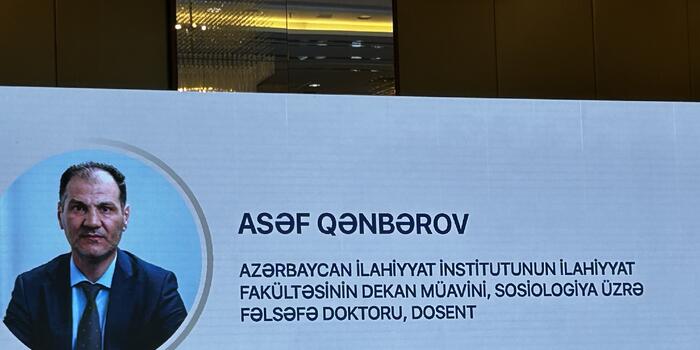 ASƏF QƏNBƏROV
AZƏRBAYCAN İLAHİYYAT İNSTİTUTUNUN İLAHİYYAT
FAKÜLTƏSİNİN DEKAN MÜAVİNİ, SOSİOLOGİYA ÜZRƏ
FƏLSƏFƏ DOKTORU, DOSENT